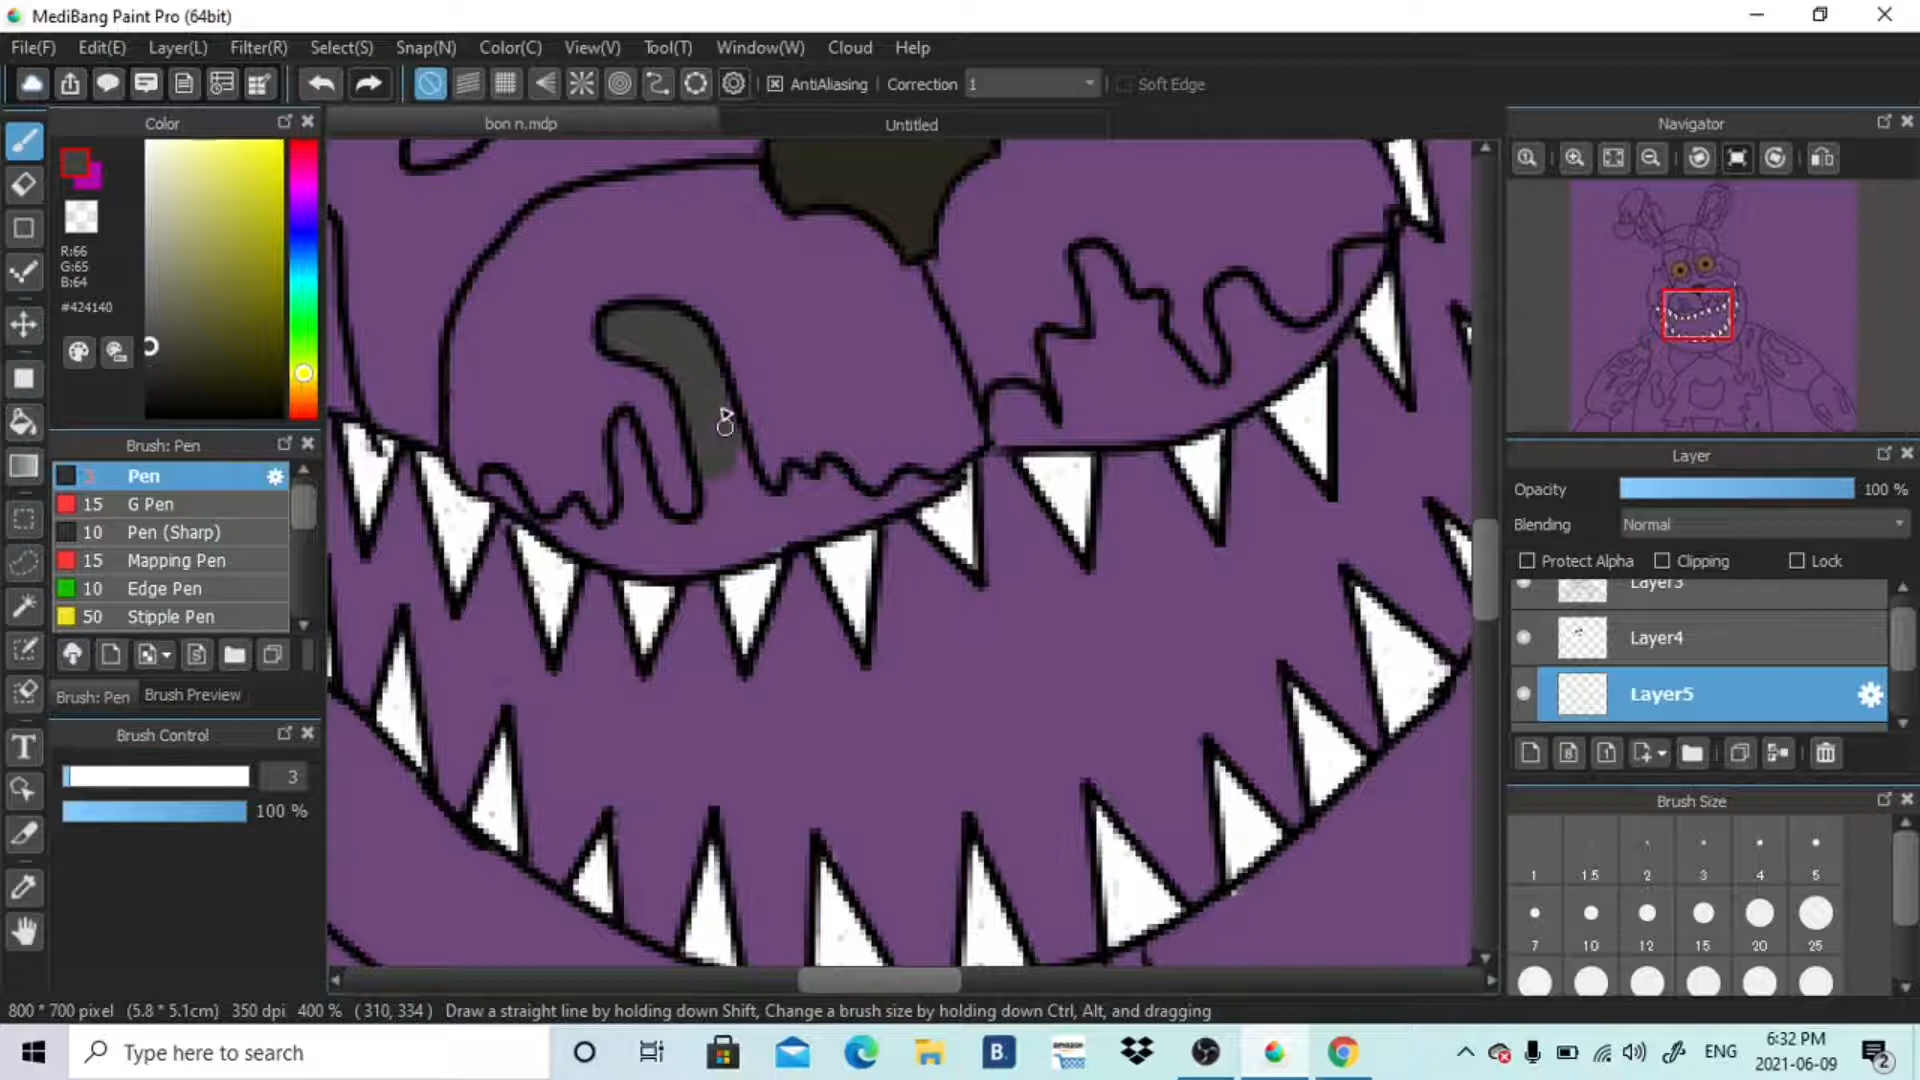 MediBang Paint Pro (64bit)
File(F) Edit(E) Layer(L) Filter(R) Select(S) Snap(N) Color(C) View(V) Tool(T) Window(W) Cloud Help
AntiAliasing Correction 1 Soft Edge
Color
bon n.mdp
Untitled
Navigator
R:66
G:65
B:64
#424140
Brush: Pen
3 Pen
15 G Pen
10 Pen (Sharp)
15 Mapping Pen
10 Edge Pen
50 Stipple Pen
Brush: Pen Brush Preview
Brush Control
3
100 %
Layer
Opacity 100 %
Blending Normal
Protect Alpha Clipping Lock
Layer3
Layer4
Layer5
Brush Size
1 1.5 2 3 4 5
7 10 12 15 20 25
800 * 700 pixel (5.8 * 5.1cm) 350 dpi 400 % ( 310, 334 ) Draw a straight line by holding down Shift, Change a brush size by holding down Ctrl, Alt, and dragging
Type here to search
B.
amazon
ENG
6:32 PM
2021-06-09
2